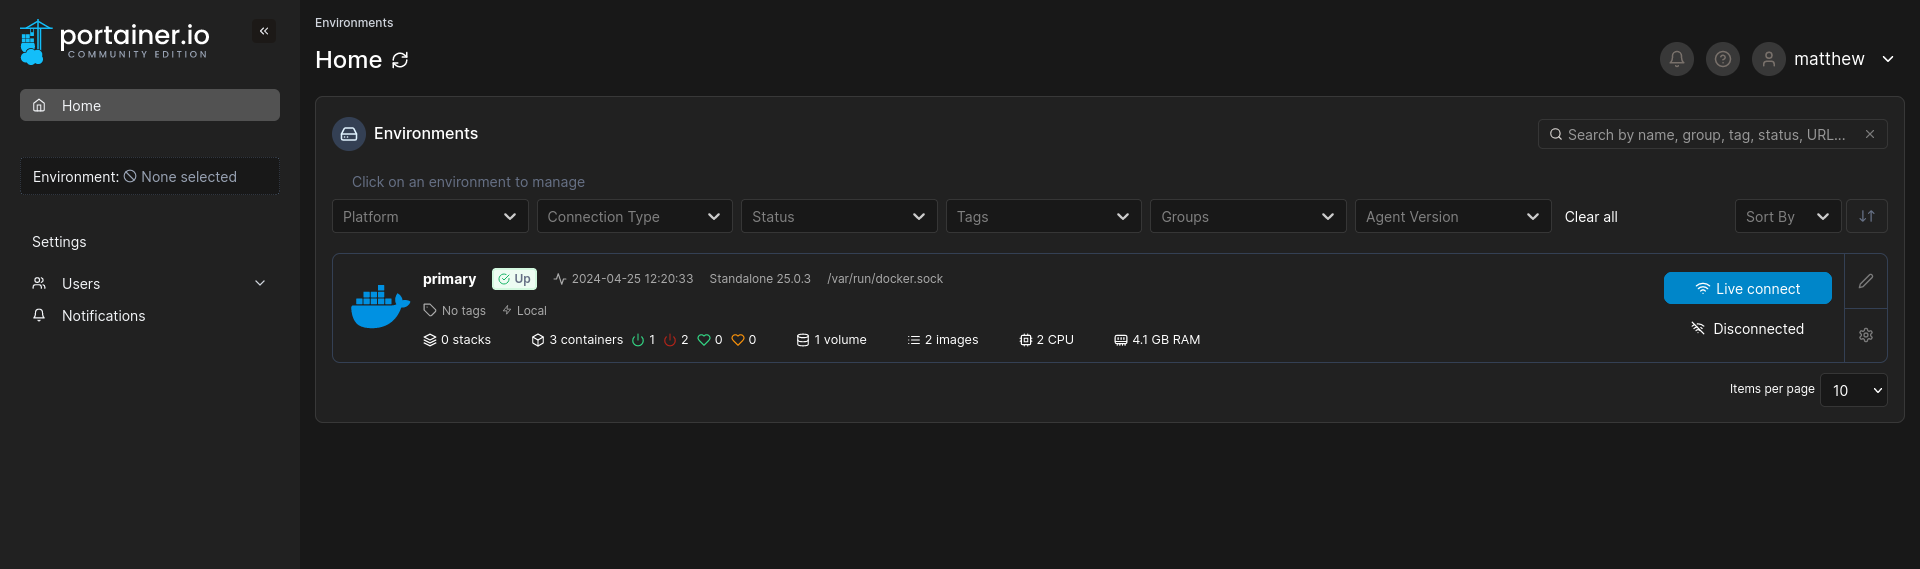 portainer.io
COMMUNITY EDITION
Home
Environment: None selected
Settings
Users
Notifications
Environments
Home
matthew
Environments
Search by name, group, tag, status, URL...
Click on an environment to manage
Platform
Connection Type
Status
Tags
Groups
Agent Version
Clear all
Sort By
primary Up 2024-04-25 12:20:33 Standalone 25.0.3 /var/run/docker.sock
No tags Local
0 stacks 3 containers 1 2 0 0 1 volume 2 images 2 CPU 4.1 GB RAM
Live connect
Disconnected
Items per page 10